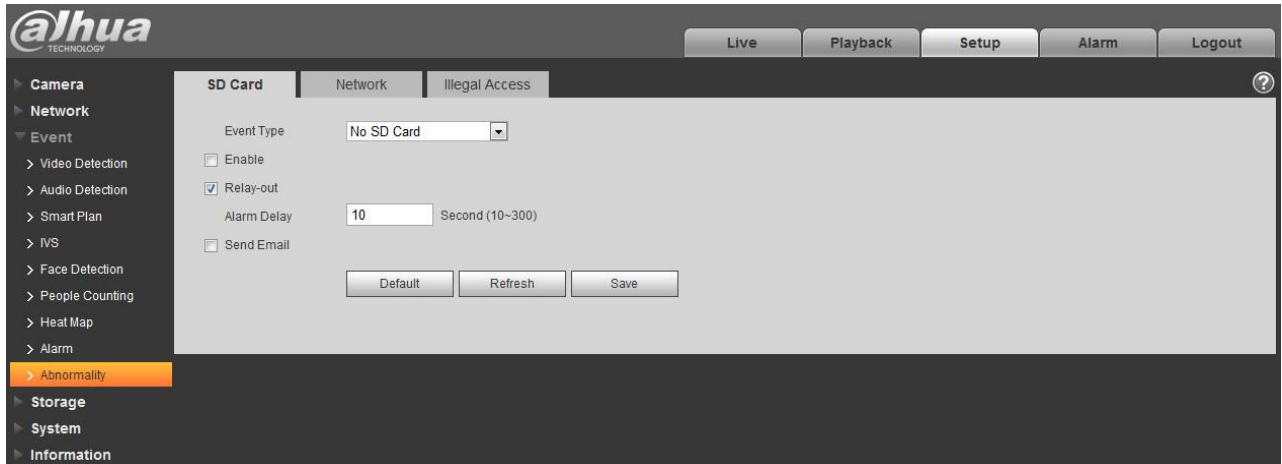 alhua
TECHNOLOGY
Live Playback Setup Alarm Logout
Camera
Network
Event
Video Detection
Audio Detection
Smart Plan
IVS
Face Detection
People Counting
Heat Map
Alarm
Abnormality
Storage
System
Information
SD Card Network Illegal Access
?
Event Type No SD Card
Enable
Relay-out
Alarm Delay 10 Second (10~300)
Send Email
Default Refresh Save